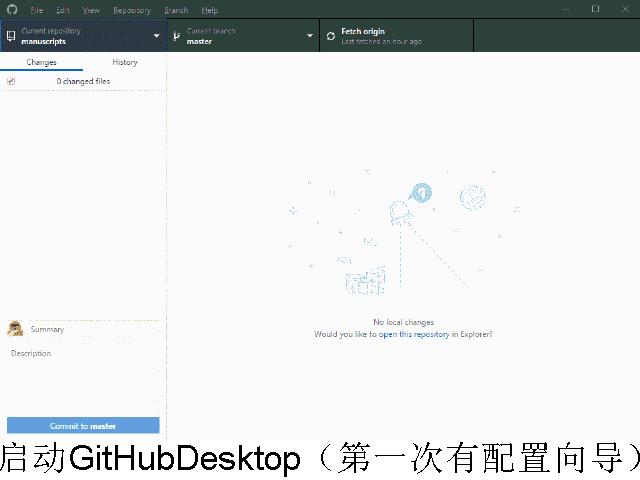 File Edit View Repository Branch Help
Current repository
manuscripts
Current branch
master
Fetch origin
Last fetched an hour ago
Changes History
0 changed files
No local changes
Would you like to open this repository in Explorer?
Summary
Description
Commit to master
启动GitHubDesktop（第一次有配置向导）